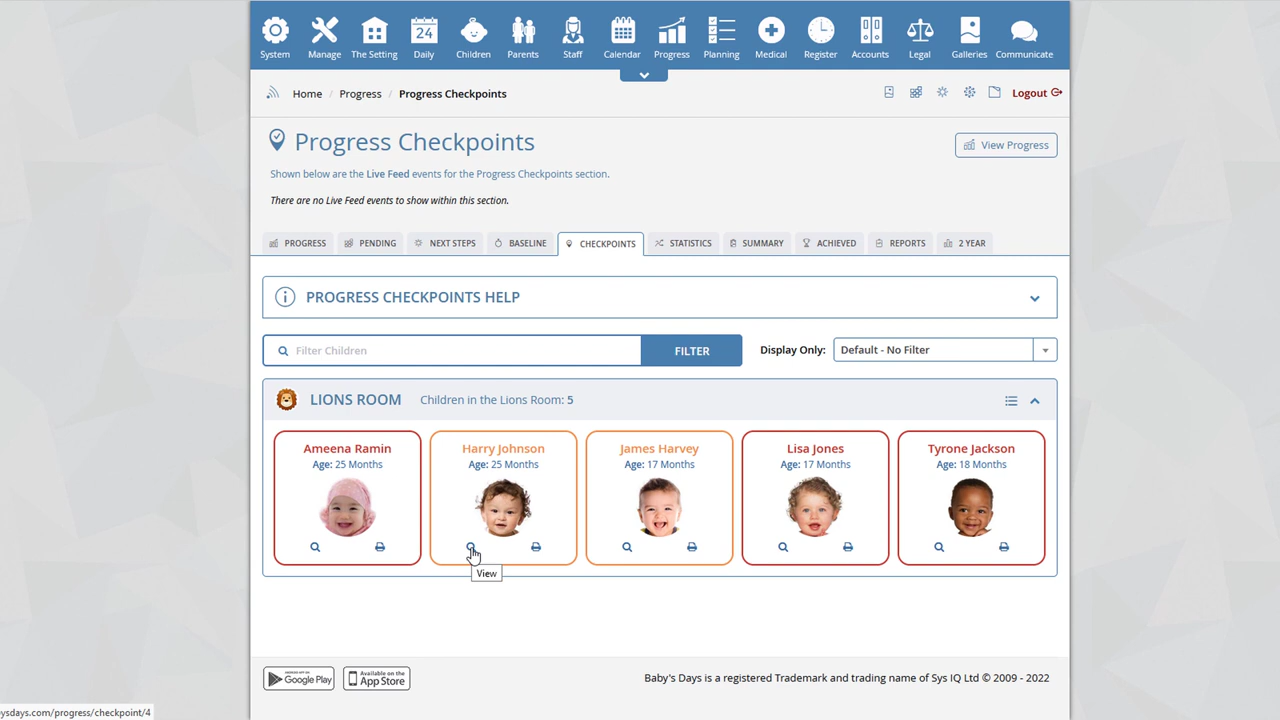 24
System Manage The Setting Daily Children Parents Staff Calendar Progress Planning Medical Register Accounts Legal Galleries Communicate
Home / Progress / Progress Checkpoints
Logout
Progress Checkpoints
View Progress
Shown below are the Live Feed events for the Progress Checkpoints section.
There are no Live Feed events to show within this section.
PROGRESS PENDING NEXT STEPS BASELINE CHECKPOINTS STATISTICS SUMMARY ACHIEVED REPORTS 2 YEAR
PROGRESS CHECKPOINTS HELP
Filter Children FILTER Display Only: Default - No Filter
LIONS ROOM Children in the Lions Room: 5
Ameena Ramin Harry Johnson James Harvey Lisa Jones Tyrone Jackson
Age: 25 Months Age: 25 Months Age: 17 Months Age: 17 Months Age: 18 Months
View
ANDROID APP ON
Google Play
Available on the
App Store
Baby's Days is a registered Trademark and trading name of Sys IQ Ltd © 2009 - 2022
ysdays.com/progress/checkpoint/4